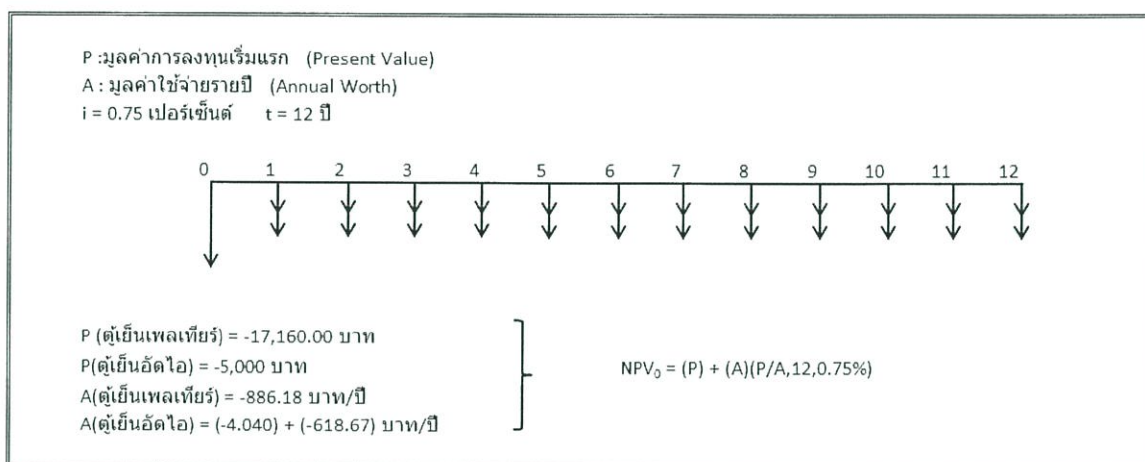 P :มูลค่าการลงทุนเริ่มแรก (Present Value)
A : มูลค่าใช้จ่ายรายปี (Annual Worth)
i = 0.75 เปอร์เซ็นต์ t = 12 ปี
0 1 2 3 4 5 6 7 8 9 10 11 12
P (ตู้เย็นเพลเทียร์) = -17,160.00 บาท
P(ตู้เย็นอัดไอ) = -5,000 บาท
NPV₀ = (P) + (A)(P/A,12,0.75%)
A(ตู้เย็นเพลเทียร์) = -886.18 บาท/ปี
A(ตู้เย็นอัดไอ) = (-4.040) + (-618.67) บาท/ปี